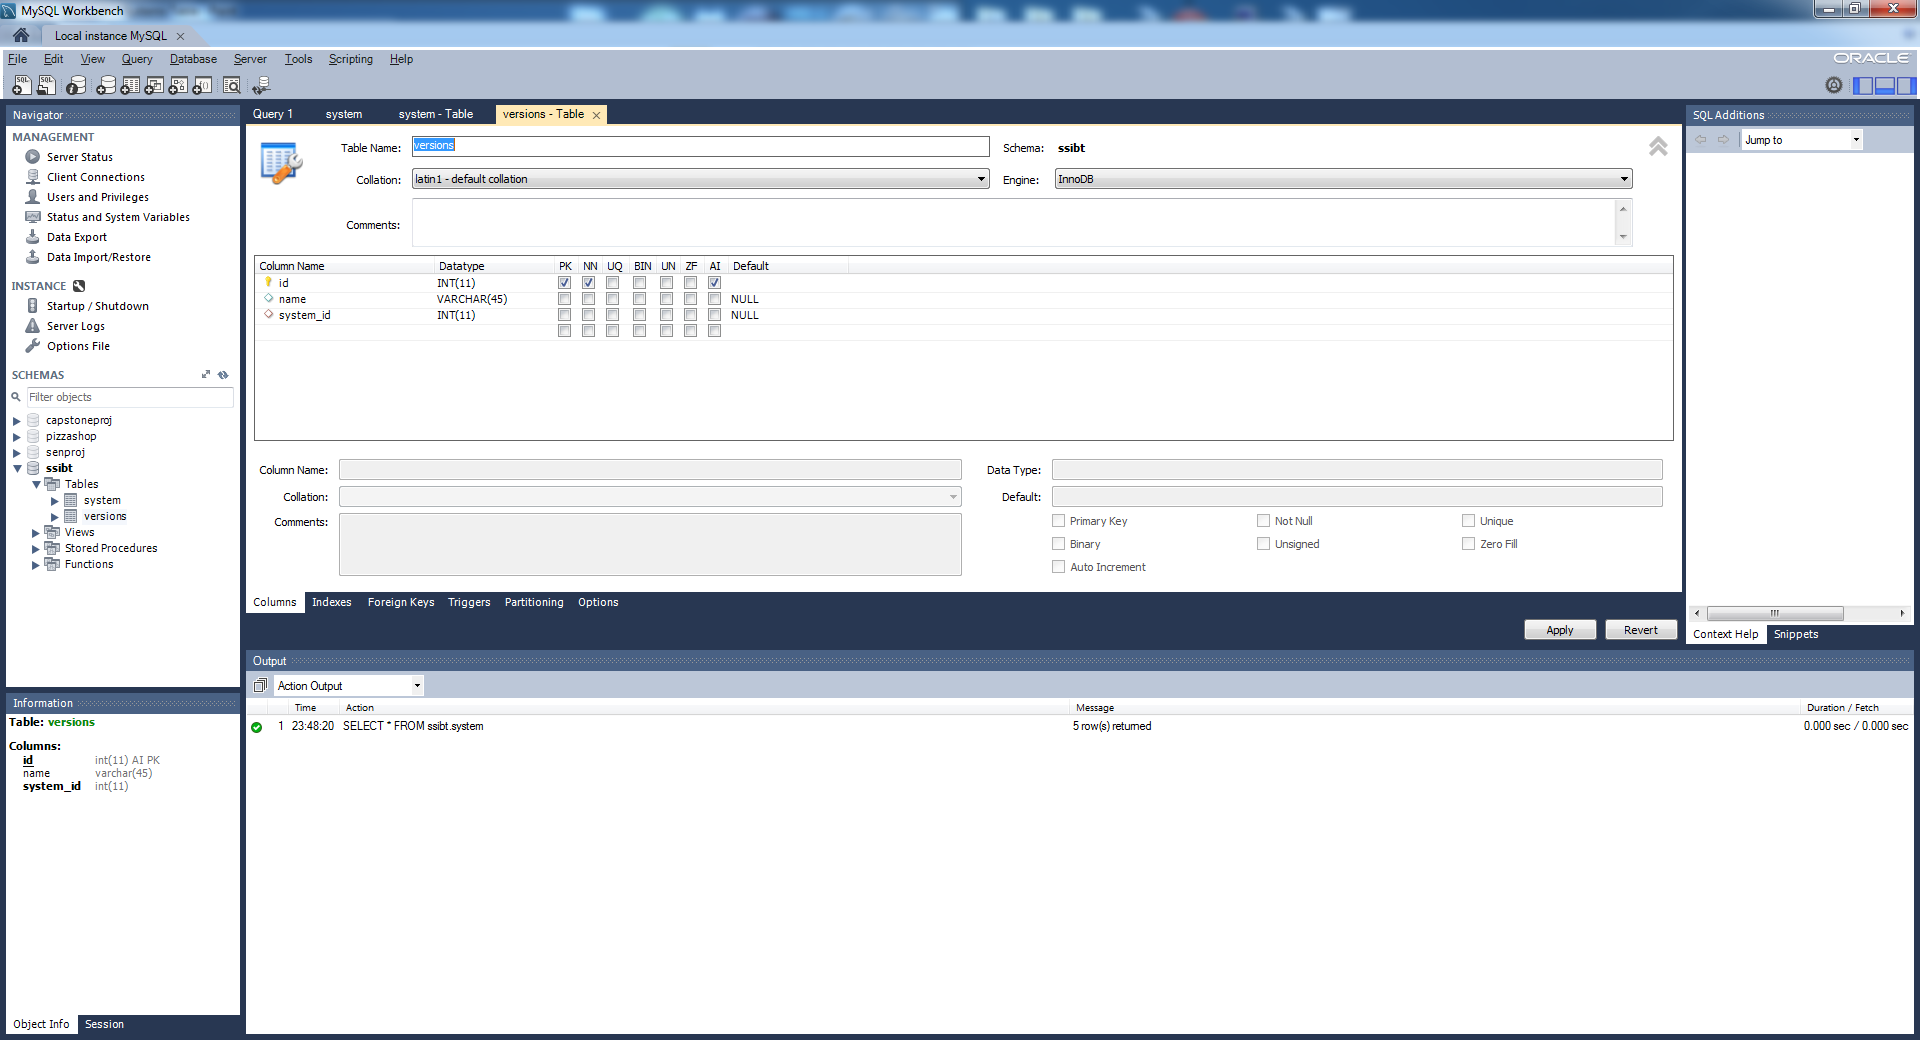 MySQL Workbench
Local instance MySQL
File Edit View Query Database Server Tools Scripting Help
ORACLE
Navigator
MANAGEMENT
Server Status
Client Connections
Users and Privileges
Status and System Variables
Data Export
Data Import/Restore
INSTANCE
Startup / Shutdown
Server Logs
Options File
SCHEMAS
Filter objects
capstoneproj
pizzashop
senproj
ssibt
Tables
system
versions
Views
Stored Procedures
Functions
Information
Table: versions
Columns:
id int(11) AI PK
name varchar(45)
system_id int(11)
Object Info Session
Query 1 system system - Table versions - Table
Table Name: versions Schema: ssibt
Collation: latin1 - default collation Engine: InnoDB
Comments:
Column Name Datatype PK NN UQ BIN UN ZF AI Default
id INT(11)
name VARCHAR(45) NULL
system_id INT(11) NULL
Column Name: Data Type:
Collation: Default:
Comments: Primary Key Not Null Unique
Binary Unsigned Zero Fill
Auto Increment
Columns Indexes Foreign Keys Triggers Partitioning Options
Apply Revert
SQL Additions
Jump to
Context Help Snippets
Output
Action Output
Time Action Message Duration / Fetch
1 23:48:20 SELECT * FROM ssibt.system 5 row(s) returned 0.000 sec / 0.000 sec